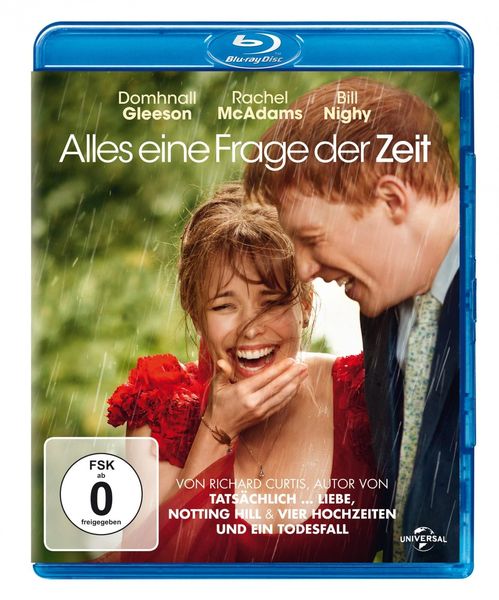 Blu-ray Disc
Domhnall Gleeson
Rachel McAdams
Bill Nighy
Alles eine Frage der Zeit
FSK
ab
0
freigegeben
VON RICHARD CURTIS, AUTOR VON
TATSÄCHLICH ... LIEBE,
NOTTING HILL & VIER HOCHZEITEN
UND EIN TODESFALL
UNIVERSAL